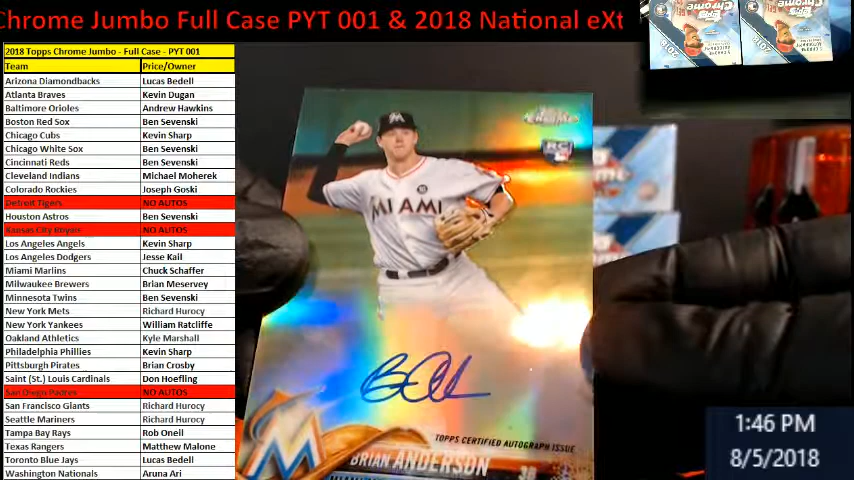 Chrome Jumbo Full Case PYT 001 & 2018 National eXt
2018 Topps Chrome Jumbo - Full Case - PYT 001
Team Price/Owner
Arizona Diamondbacks Lucas Bedell
Atlanta Braves Kevin Dugan
Baltimore Orioles Andrew Hawkins
Boston Red Sox Ben Sevenski
Chicago Cubs Kevin Sharp
Chicago White Sox Ben Sevenski
Cincinnati Reds Ben Sevenski
Cleveland Indians Michael Moherek
Colorado Rockies Joseph Goski
Detroit Tigers NO AUTOS
Houston Astros Ben Sevenski
Kansas City Royals NO AUTOS
Los Angeles Angels Kevin Sharp
Los Angeles Dodgers Jesse Kail
Miami Marlins Chuck Schaffer
Milwaukee Brewers Brian Meservey
Minnesota Twins Ben Sevenski
New York Mets Richard Hurocy
New York Yankees William Ratcliffe
Oakland Athletics Kyle Marshall
Philadelphia Phillies Kevin Sharp
Pittsburgh Pirates Brian Crosby
Saint (St.) Louis Cardinals Don Hoefling
San Diego Padres NO AUTOS
San Francisco Giants Richard Hurocy
Seattle Mariners Richard Hurocy
Tampa Bay Rays Rob Onell
Texas Rangers Matthew Malone
Toronto Blue Jays Lucas Bedell
Washington Nationals Aruna Ari
Chrome
RC
M
MIAMI
TOPPS CERTIFIED AUTOGRAPH ISSUE
BRIAN ANDERSON
Chrome
2018
2018
1:46 PM
8/5/2018